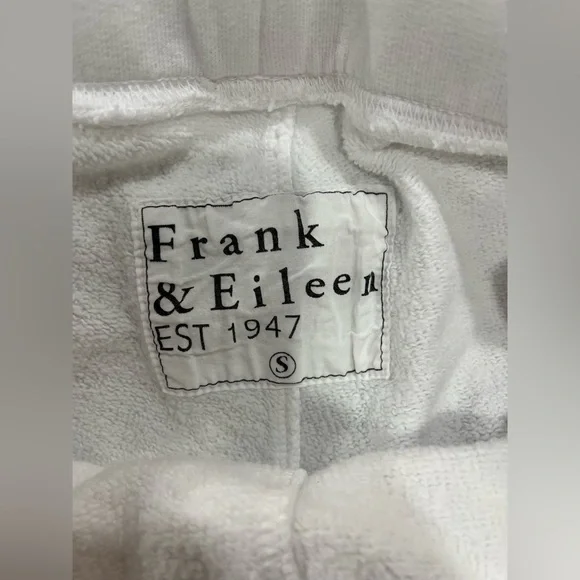 Frank
& Eileen
EST 1947
S